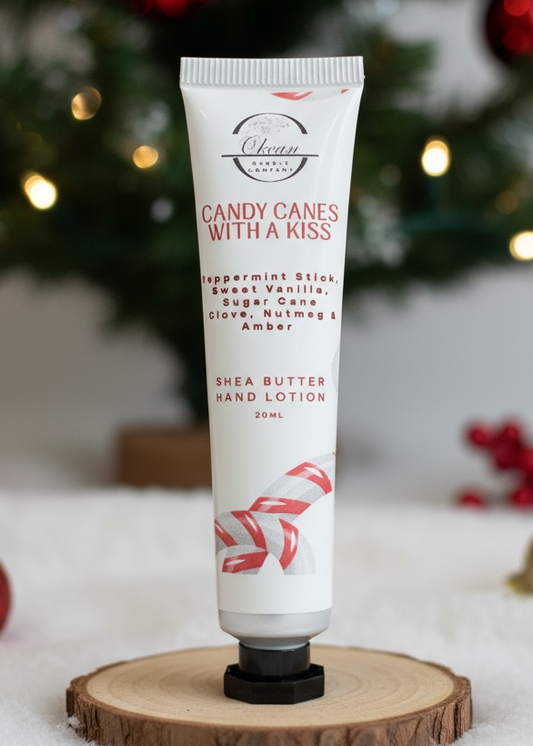 Okean
CANDLE
COMPANY
CANDY CANES
WITH A KISS
Peppermint Stick,
Sweet Vanilla,
Sugar Cane
Clove, Nutmeg &
Amber
SHEA BUTTER
HAND LOTION
20ML